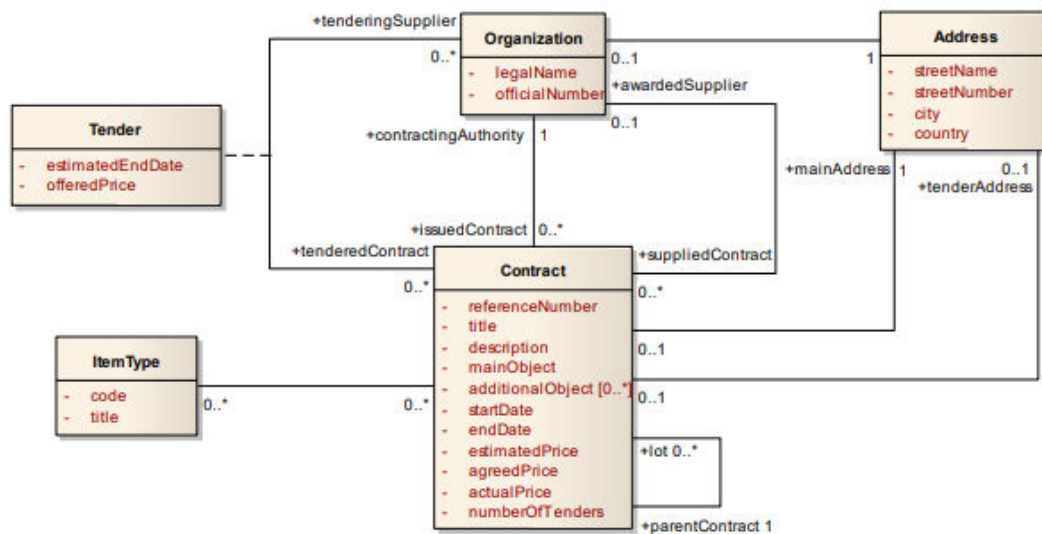 +tenderingSupplier
0..*
Organization
- legalName
- officialNumber
0..1
1
Address
- streetName
- streetNumber
- city
- country
+awardedSupplier
0..1
Tender
- estimatedEndDate
- offeredPrice
+contractingAuthority 1
+mainAddress 1
0..1
+tenderAddress
+issuedContract 0..*
+tenderedContract
0..*
+suppliedContract
0..*
Contract
- referenceNumber
- title
- description
- mainObject
- additionalObject [0..*]
- startDate
- endDate
- estimatedPrice
- agreedPrice
- actualPrice
- numberOfTenders
0..1
0..1
ItemType
- code
- title
0..*
0..*
+lot 0..*
+parentContract 1